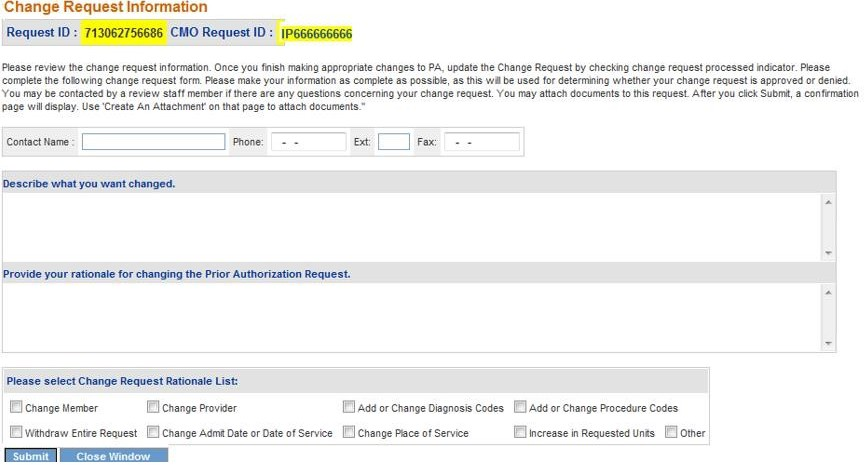 Change Request Information
Request ID : 713062756686 CMO Request ID : IP666666666
Please review the change request information. Once you finish making appropriate changes to PA, update the Change Request by checking change request processed indicator. Please
complete the following change request form. Please make your information as complete as possible, as this will be used for determining whether your change request is approved or denied.
You may be contacted by a review staff member if there are any questions concerning your change request. You may attach documents to this request. After you click Submit, a confirmation
page will display. Use 'Create An Attachment' on that page to attach documents."
Contact Name : Phone: - - Ext: Fax: - -
Describe what you want changed.
Provide your rationale for changing the Prior Authorization Request.
Please select Change Request Rationale List:
Change Member Change Provider Add or Change Diagnosis Codes Add or Change Procedure Codes
Withdraw Entire Request Change Admit Date or Date of Service Change Place of Service Increase in Requested Units Other
Submit Close Window